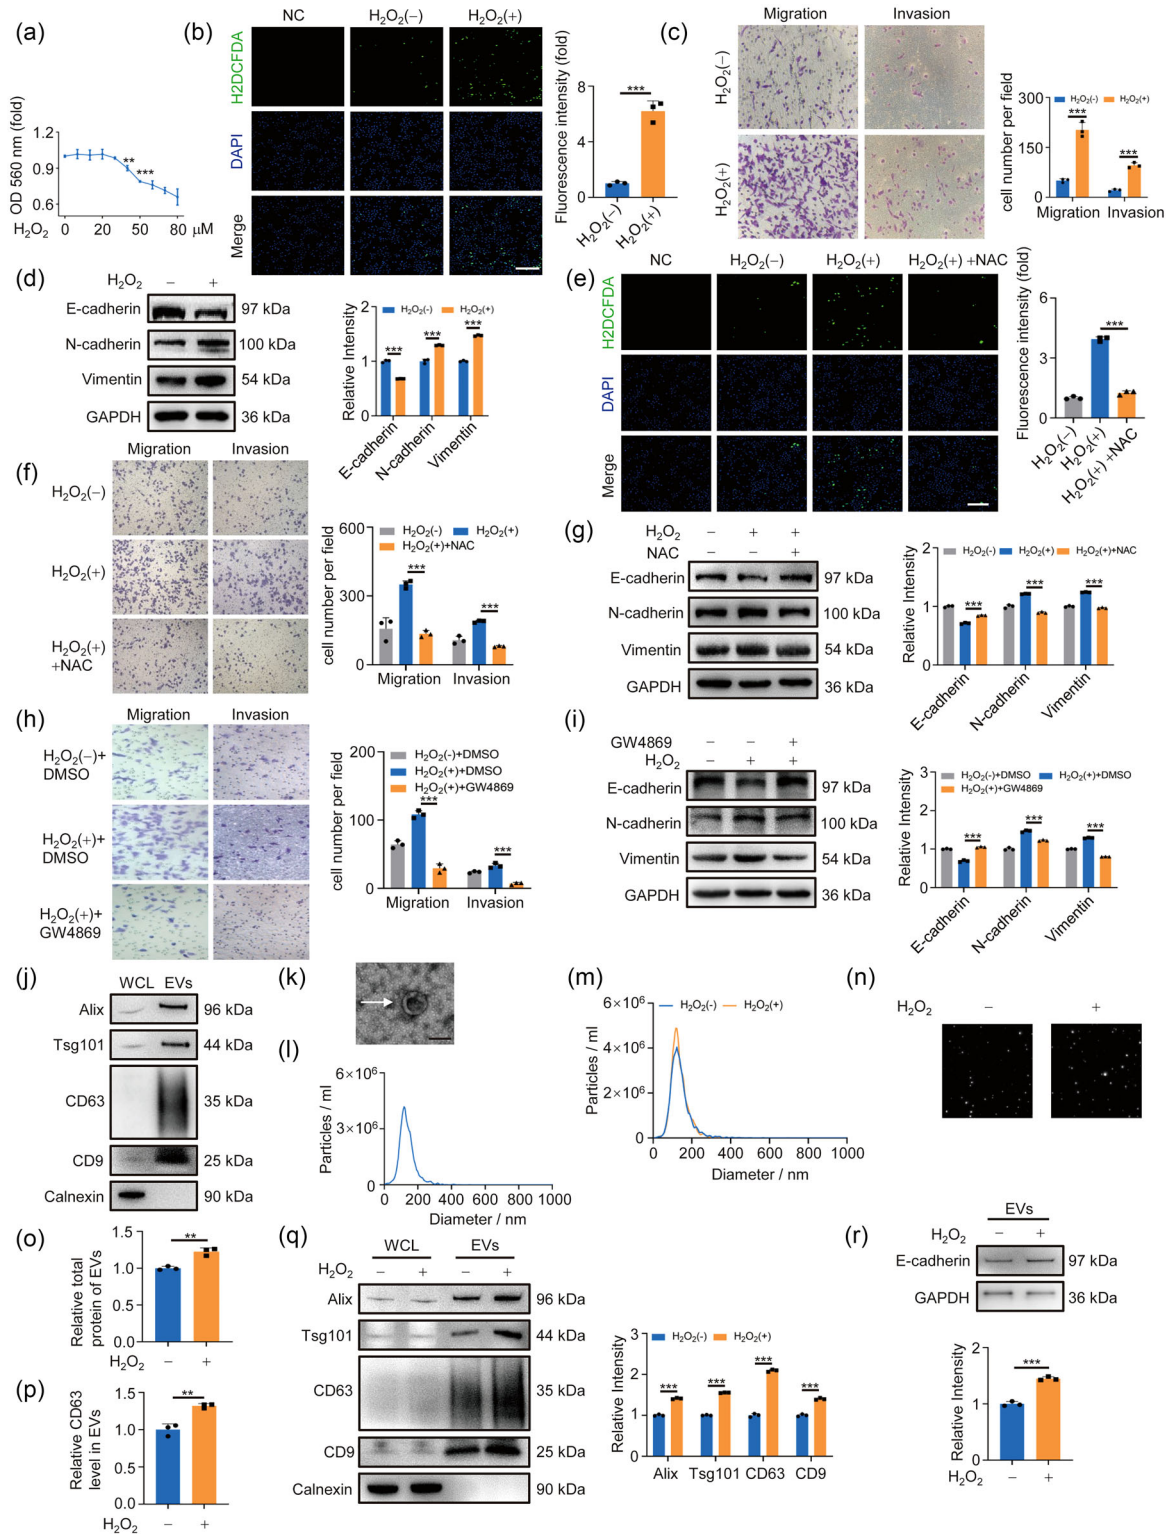 (a)
OD 560 nm (fold)
1.2
0.9
0.6
**
***
H₂O₂
0 20 50 80 μM
(b)
NC H₂O₂(−) H₂O₂(+)
H2DCFDA
DAPI
Merge
Fluorescence intensity (fold)
8
6
4
2
0
***
H₂O₂(−)
H₂O₂(+)
(c)
Migration Invasion
H₂O₂(−)
H₂O₂(+)
cell number per field
300
150
0
H₂O₂(-) H₂O₂(+)
***
***
Migration Invasion
(d)
H₂O₂ − +
E-cadherin 97 kDa
N-cadherin 100 kDa
Vimentin 54 kDa
GAPDH 36 kDa
Relative Intensity
2
1
0
H₂O₂(-) H₂O₂(+)
***
***
***
E-cadherin
N-cadherin
Vimentin
(e)
NC H₂O₂(−) H₂O₂(+) H₂O₂(+) +NAC
H2DCFDA
DAPI
Merge
Fluorescence intensity (fold)
6
3
0
***
H₂O₂(−)
H₂O₂(+)
H₂O₂(+) +NAC
(f)
Migration Invasion
H₂O₂(−)
H₂O₂(+)
H₂O₂(+)
+NAC
cell number per field
600
300
0
H₂O₂(-) H₂O₂(+)
H₂O₂(+)+NAC
***
***
Migration Invasion
(g)
H₂O₂ − + +
NAC − − +
E-cadherin 97 kDa
N-cadherin 100 kDa
Vimentin 54 kDa
GAPDH 36 kDa
Relative Intensity
2
1
0
H₂O₂(-) H₂O₂(+) H₂O₂(+)+NAC
***
***
***
E-cadherin
N-cadherin
Vimentin
(h)
Migration Invasion
H₂O₂(−)+
DMSO
H₂O₂(+)+
DMSO
H₂O₂(+)+
GW4869
cell number per field
200
100
0
H₂O₂(-)+DMSO
H₂O₂(+)+DMSO
H₂O₂(+)+GW4869
***
***
Migration Invasion
(i)
GW4869 − − +
H₂O₂ − + +
E-cadherin 97 kDa
N-cadherin 100 kDa
Vimentin 54 kDa
GAPDH 36 kDa
Relative Intensity
3
2
1
0
H₂O₂(-)+DMSO H₂O₂(+)+DMSO
H₂O₂(+)+GW4869
***
***
***
E-cadherin
N-cadherin
Vimentin
(j)
WCL EVs
Alix 96 kDa
Tsg101 44 kDa
CD63 35 kDa
CD9 25 kDa
Calnexin 90 kDa
(k)
(l)
Particles / ml
6×10⁶
3×10⁶
0
0 200 400 600 800 1000
Diameter / nm
(m)
Particles / ml
6×10⁶
4×10⁶
2×10⁶
0
H₂O₂(-) H₂O₂(+)
0 200 400 600 800 1000
Diameter / nm
(n)
H₂O₂ − +
(o)
Relative total
protein of EVs
1.5
1.0
0.5
0.0
**
H₂O₂ − +
(p)
Relative CD63
level in EVs
1.5
1.0
0.5
0.0
**
H₂O₂ − +
(q)
WCL EVs
H₂O₂ − + − +
Alix 96 kDa
Tsg101 44 kDa
CD63 35 kDa
CD9 25 kDa
Calnexin 90 kDa
Relative Intensity
3
2
1
0
H₂O₂(-) H₂O₂(+)
***
***
***
***
Alix Tsg101 CD63 CD9
(r)
EVs
H₂O₂ − +
E-cadherin 97 kDa
GAPDH 36 kDa
Relative Intensity
2
1
0
***
H₂O₂ − +